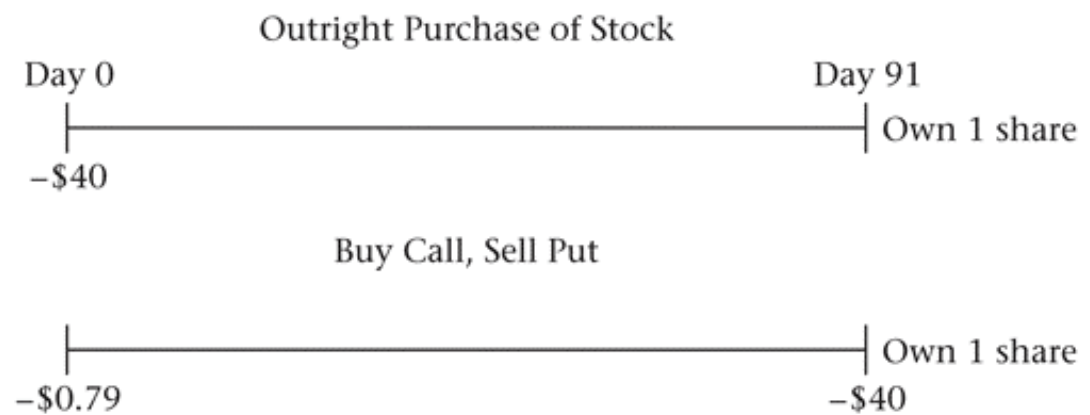 Outright Purchase of Stock
Day 0 Day 91
Own 1 share
–$40
Buy Call, Sell Put
Own 1 share
–$0.79 –$40